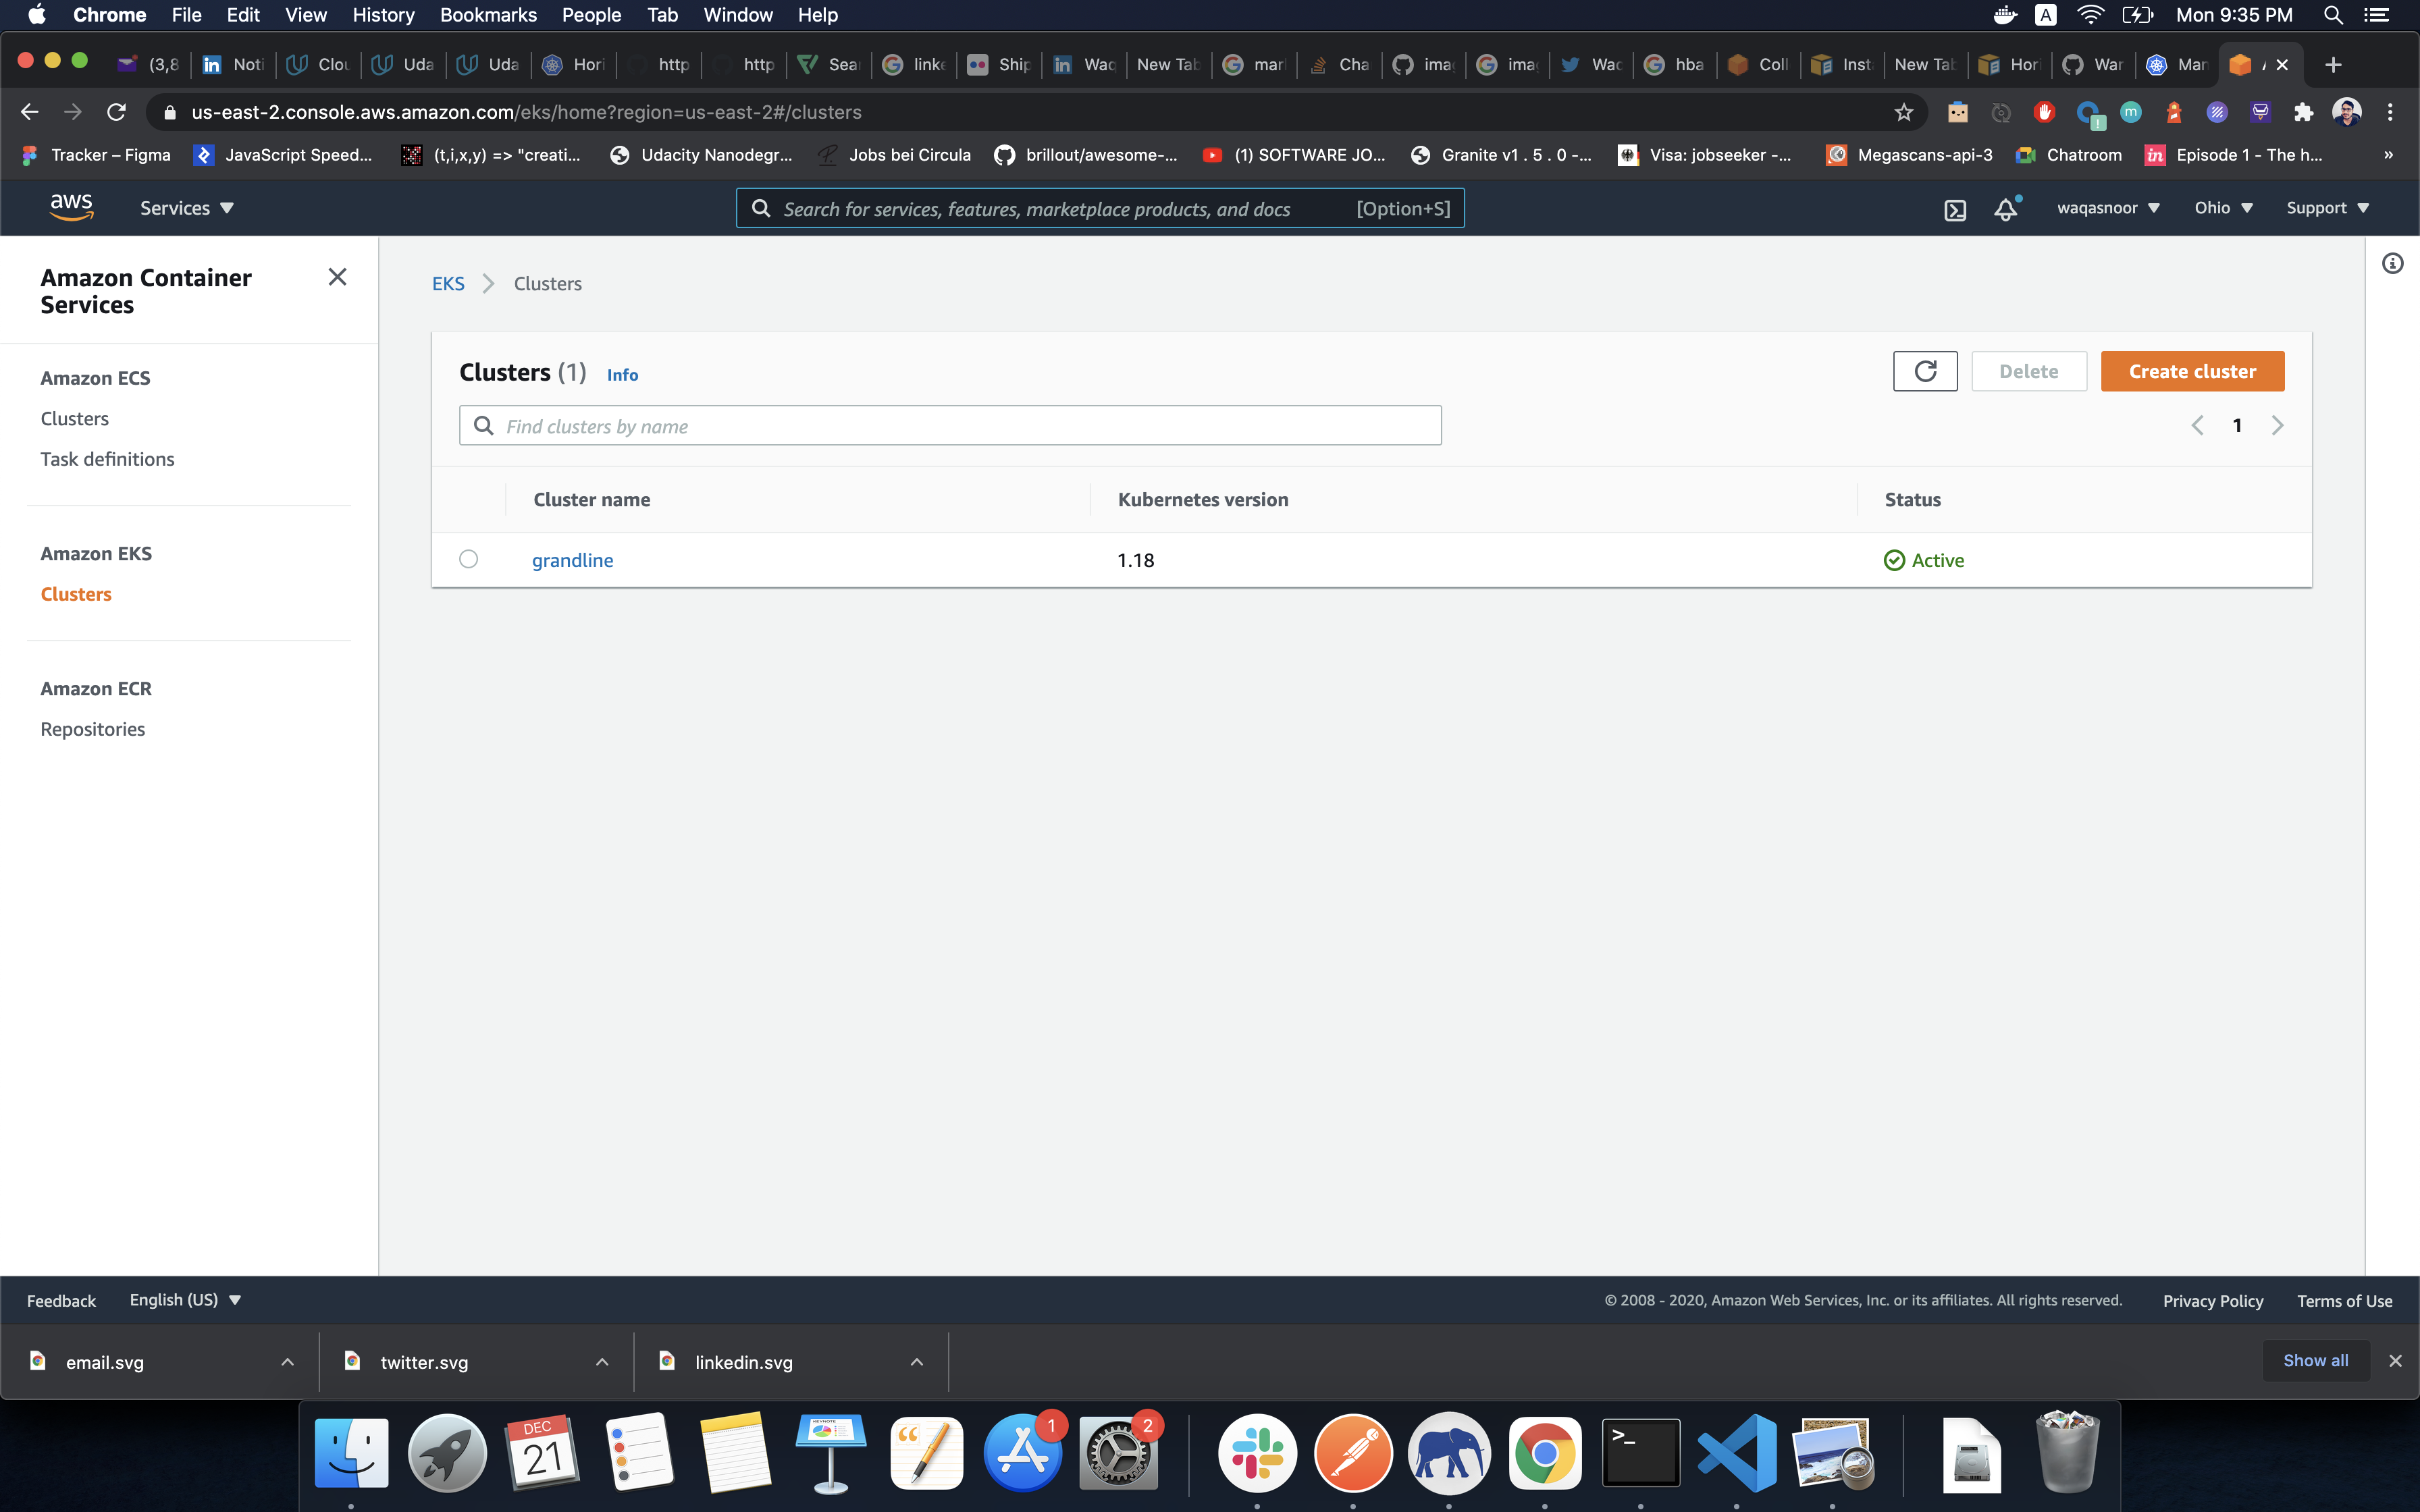 Chrome File Edit View History Bookmarks People Tab Window Help
A Mon 9:35 PM
(3,8 Noti Clou Uda Uda Hori http http Sear linke Ship Waq New Tab mar Cha ima ima Wac hba Coll Inst New Tab Hori War Man
us-east-2.console.aws.amazon.com/eks/home?region=us-east-2#/clusters
Tracker – Figma JavaScript Speed... (t,i,x,y) => "creati... Udacity Nanodegr... Jobs bei Circula brillout/awesome-... (1) SOFTWARE JO... Granite v1 . 5 . 0 -... Visa: jobseeker -... Megascans-api-3 Chatroom in Episode 1 - The h... »
aws Services Search for services, features, marketplace products, and docs [Option+S] waqasnoor Ohio Support
Amazon Container
Services
Amazon ECS
Clusters
Task definitions
Amazon EKS
Clusters
Amazon ECR
Repositories
EKS Clusters
Clusters (1) Info
Delete Create cluster
Find clusters by name
1
Cluster name Kubernetes version Status
grandline 1.18 Active
Feedback English (US)
© 2008 - 2020, Amazon Web Services, Inc. or its affiliates. All rights reserved. Privacy Policy Terms of Use
email.svg twitter.svg linkedin.svg Show all
DEC
21
KEYNOTE
1
2
>_